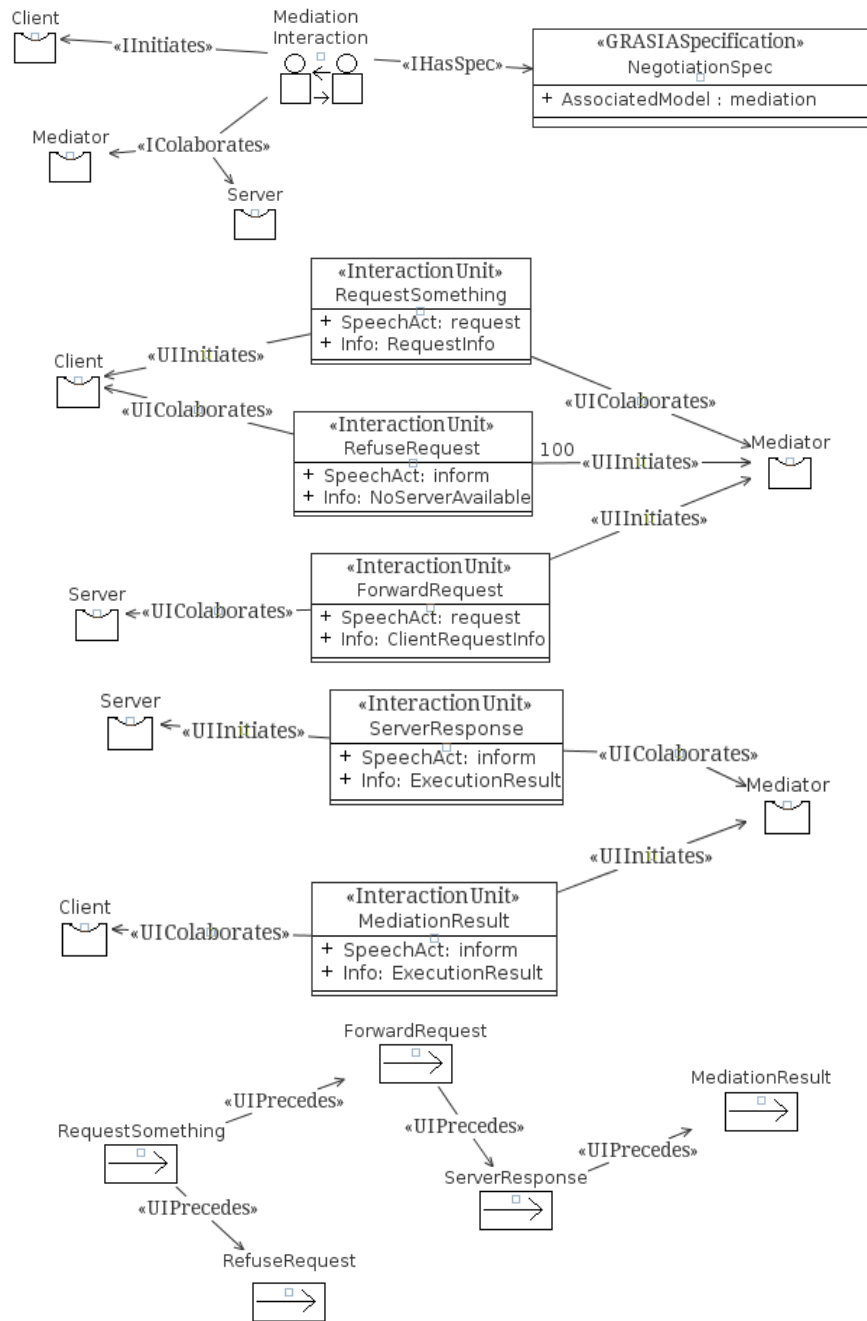 Client
Mediation
Interaction
«IInitiates»
«IHasSpec»
«GRASIASpecification»
NegotiationSpec
+ AssociatedModel : mediation
Mediator
«IColaborates»
Server
«InteractionUnit»
RequestSomething
+ SpeechAct: request
+ Info: RequestInfo
«UIInitiates»
Client
«UIColaborates»
«UIColaborates»
«InteractionUnit»
RefuseRequest
+ SpeechAct: inform
+ Info: NoServerAvailable
100
«UIInitiates»
Mediator
«UIInitiates»
«InteractionUnit»
ForwardRequest
+ SpeechAct: request
+ Info: ClientRequestInfo
Server
«UIColaborates»
Server
«UIInitiates»
«InteractionUnit»
ServerResponse
+ SpeechAct: inform
+ Info: ExecutionResult
«UIColaborates»
Mediator
«UIInitiates»
Client
«UIColaborates»
«InteractionUnit»
MediationResult
+ SpeechAct: inform
+ Info: ExecutionResult
ForwardRequest
MediationResult
«UIPrecedes»
RequestSomething
«UIPrecedes»
«UIPrecedes»
ServerResponse
«UIPrecedes»
RefuseRequest